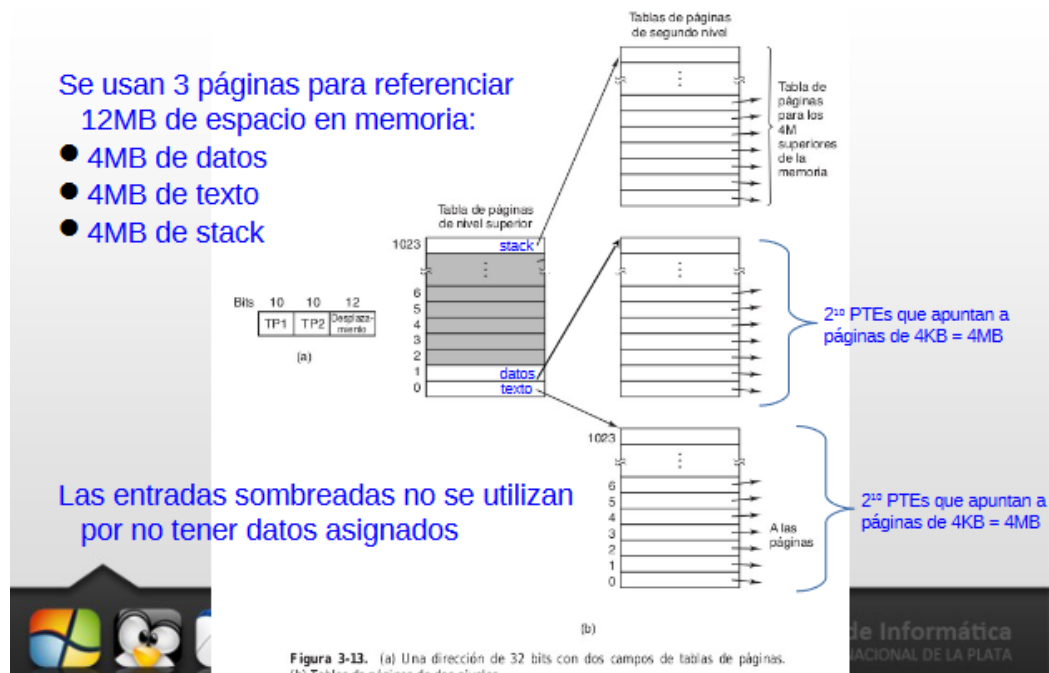 Se usan 3 páginas para referenciar
12MB de espacio en memoria:
● 4MB de datos
● 4MB de texto
● 4MB de stack
Tablas de páginas
de segundo nivel
Tabla de
páginas
para los
4M
superiores
de la
memoria
Tabla de páginas
de nivel superior
1023
stack
6
5
4
3
2
1
datos
0
texto
Bits 10 10 12
TP1 TP2 Desplaza-
miento
(a)
2¹⁰ PTEs que apuntan a
páginas de 4KB = 4MB
1023
6
5
4
3
2
1
0
A las
páginas
2¹⁰ PTEs que apuntan a
páginas de 4KB = 4MB
Las entradas sombreadas no se utilizan
por no tener datos asignados
(b)
de Informática
NACIONAL DE LA PLATA
Figura 3-13. (a) Una dirección de 32 bits con dos campos de tablas de páginas.
(b) Tablas de páginas de dos niveles